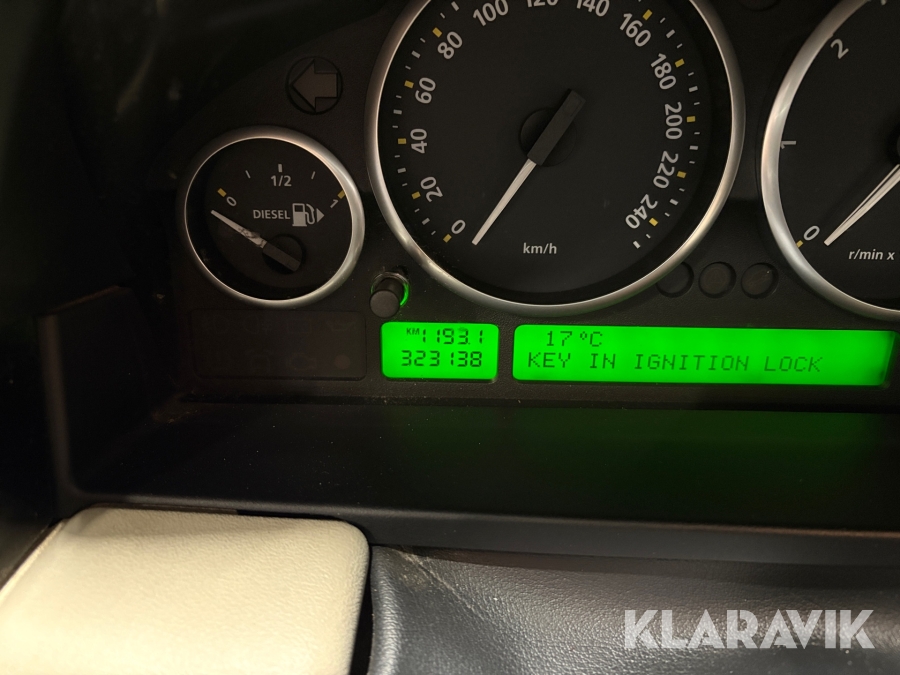 100 120 140
80 160
60 180
40 200
20 220
0 240
km/h
1/2
0 1
DIESEL
2
1
0
r/min x
KM 1193.1
323138
17°C
KEY IN IGNITION LOCK
KLARAVIK